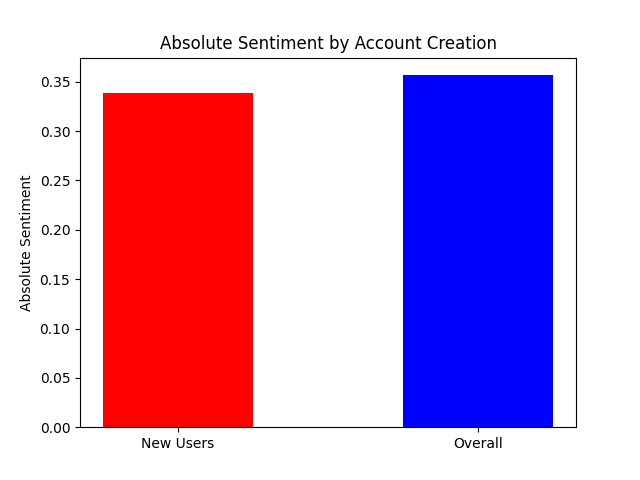 Absolute Sentiment by Account Creation
Absolute Sentiment
0.35
0.30
0.25
0.20
0.15
0.10
0.05
0.00
New Users
Overall